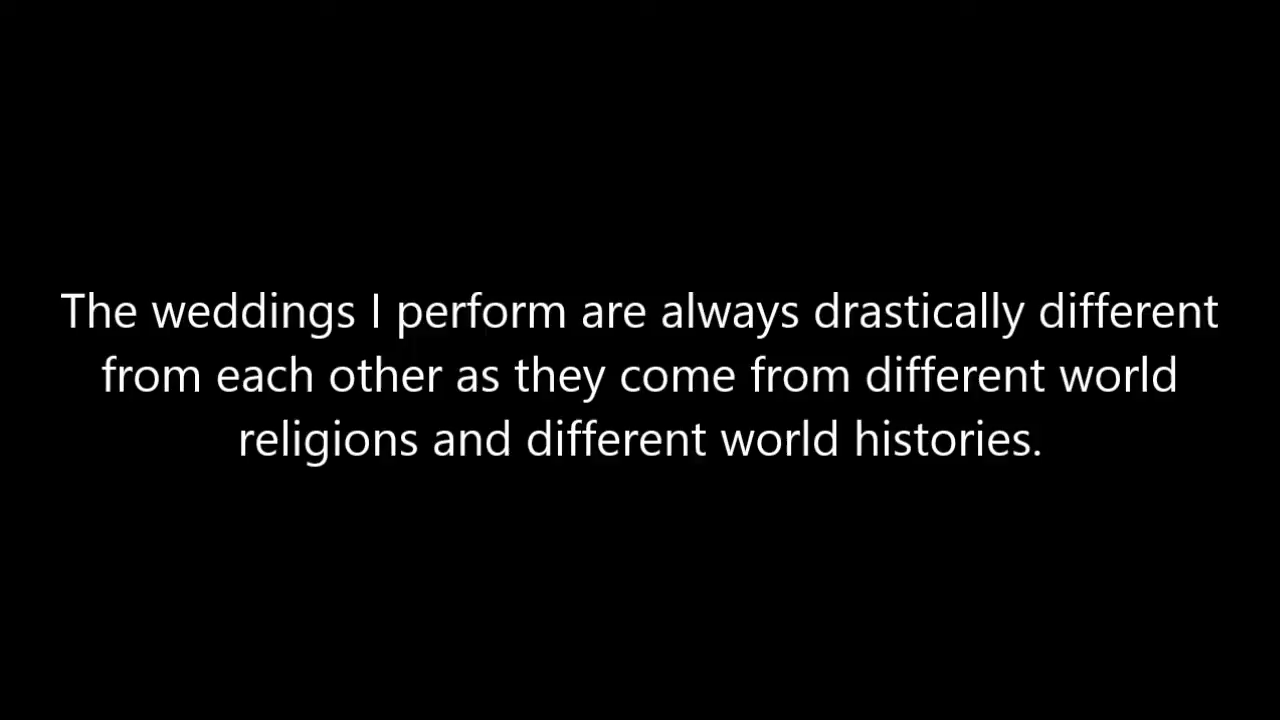 The weddings I perform are always drastically different
from each other as they come from different world
religions and different world histories.